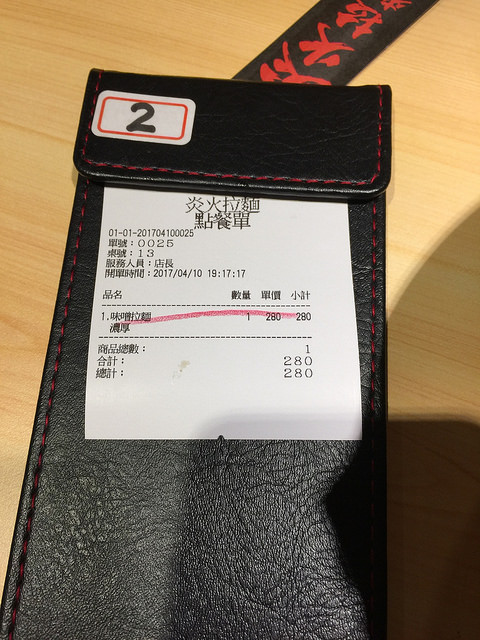 2
炎火拉麵
點餐單
01-01-201704100025
單號：0025
桌號：13
服務人員：店長
開單時間：2017/04/10 19:17:17
品名 數量 單價 小計
1.味噌拉麵 1 280 280
濃厚
商品總數： 1
合計： 280
總計： 280